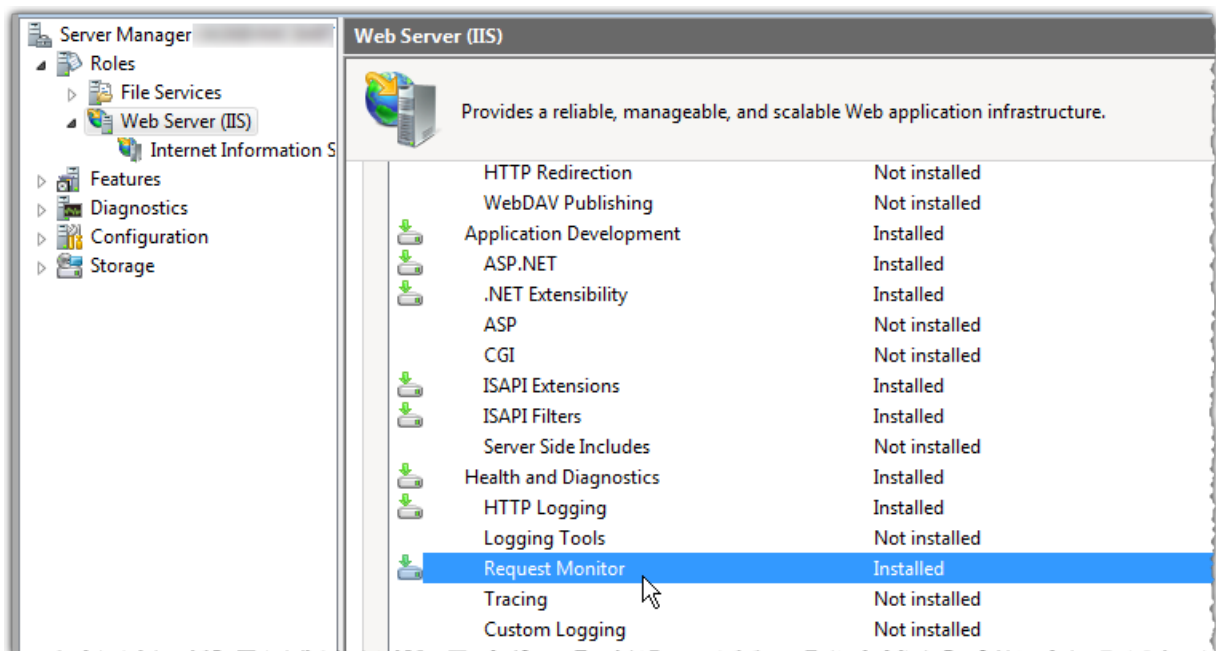 Server Manager
Roles
File Services
Web Server (IIS)
Internet Information S
Features
Diagnostics
Configuration
Storage
Web Server (IIS)
Provides a reliable, manageable, and scalable Web application infrastructure.
HTTP Redirection Not installed
WebDAV Publishing Not installed
Application Development Installed
ASP.NET Installed
.NET Extensibility Installed
ASP Not installed
CGI Not installed
ISAPI Extensions Installed
ISAPI Filters Installed
Server Side Includes Not installed
Health and Diagnostics Installed
HTTP Logging Installed
Logging Tools Not installed
Request Monitor Installed
Tracing Not installed
Custom Logging Not installed